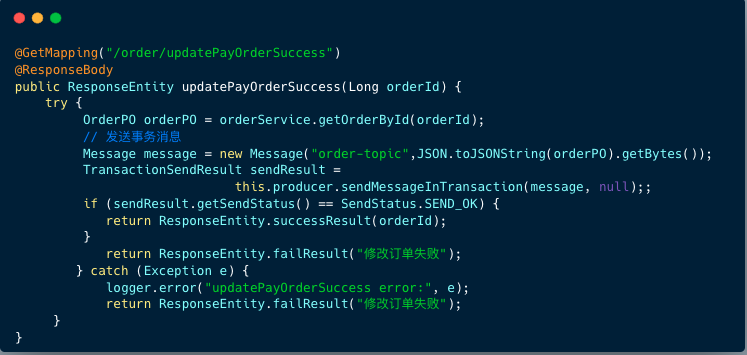 @GetMapping("/order/updatePayOrderSuccess")
@ResponseBody
public ResponseEntity updatePayOrderSuccess(Long orderId) {
    try {
         OrderPO orderPO = orderService.getOrderById(orderId);
         // 发送事务消息
         Message message = new Message("order-topic",JSON.toJSONString(orderPO).getBytes());
         TransactionSendResult sendResult =
                             this.producer.sendMessageInTransaction(message, null);;
         if (sendResult.getSendStatus() == SendStatus.SEND_OK) {
            return ResponseEntity.successResult(orderId);
         }
            return ResponseEntity.failResult("修改订单失败");
        } catch (Exception e) {
            logger.error("updatePayOrderSuccess error:", e);
            return ResponseEntity.failResult("修改订单失败");
     }
}